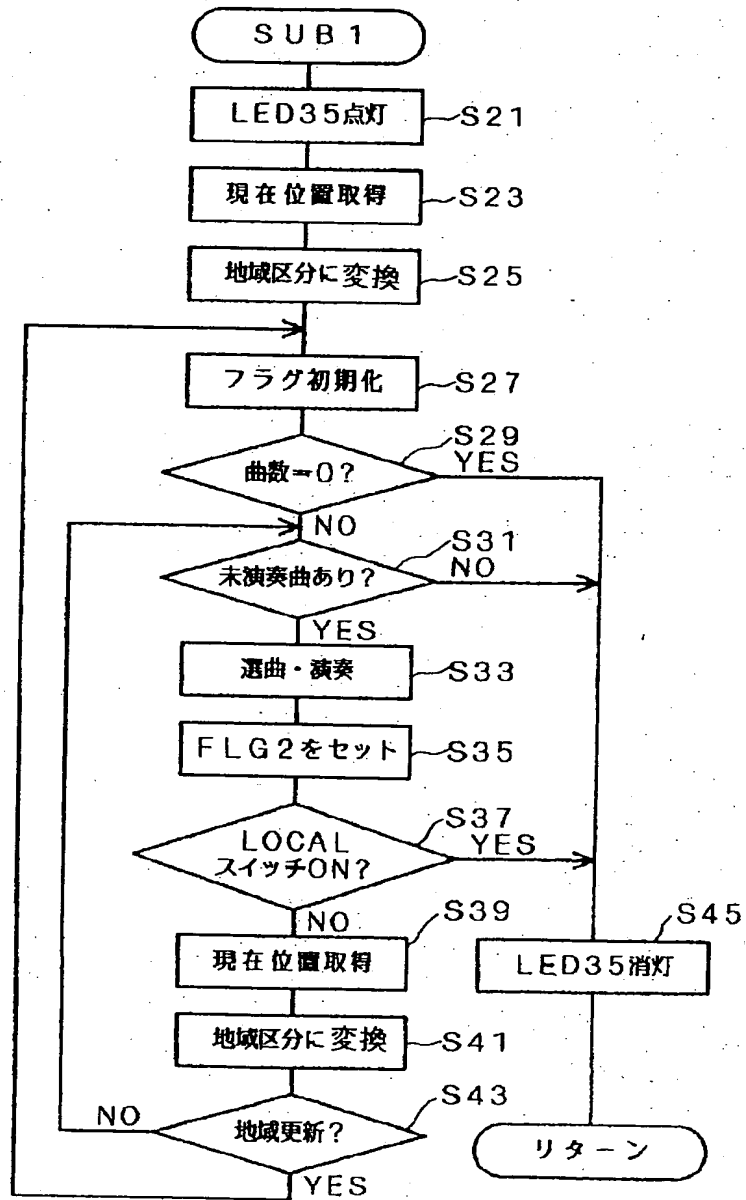 SUB1
LED35点灯
S21
現在位置取得
S23
地域区分に変換
S25
フラグ初期化
S27
S29
曲数=0?
YES
NO
S31
未演奏曲あり?
NO
YES
選曲・演奏
S33
FLG2をセット
S35
S37
LOCAL
スイッチON?
YES
NO
S39
現在位置取得
S45
LED35消灯
地域区分に変換
S41
S43
NO
地域更新?
リターン
YES